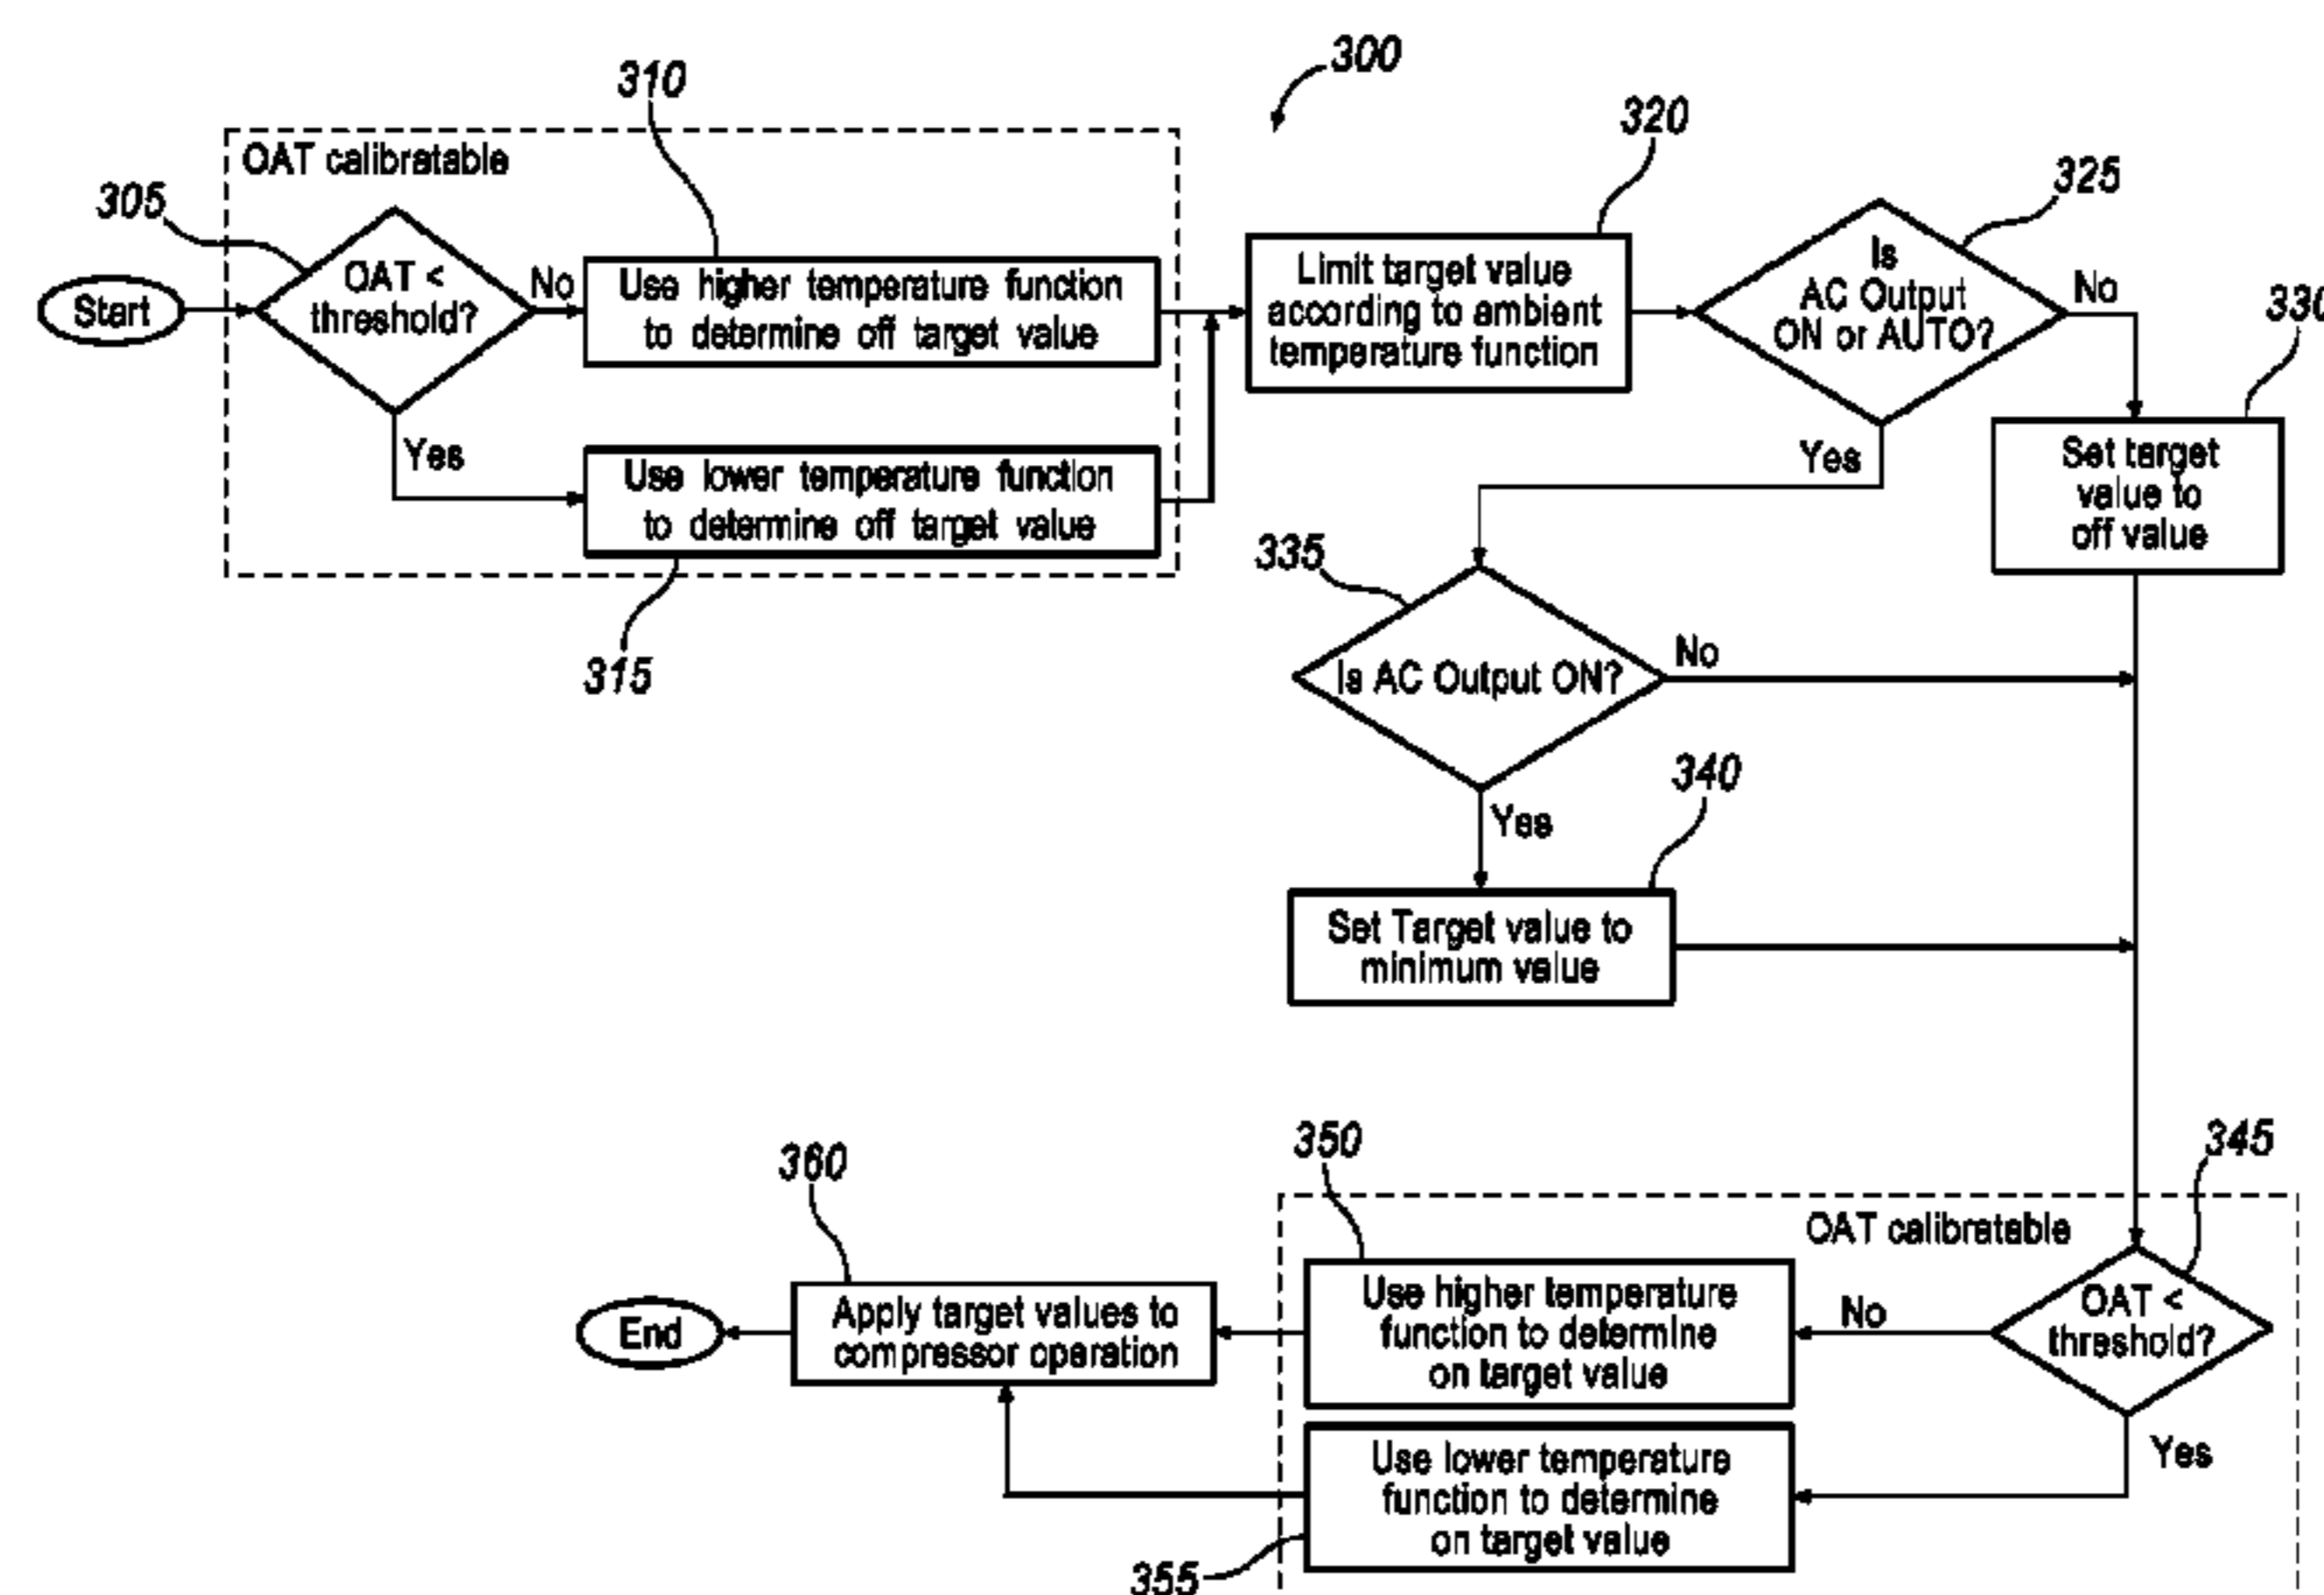 300
310
320
OAT calibratable
325
305
Start
OAT <
threshold?
No
Use higher temperature function
to determine off target value
Limit target value
according to ambient
temperature function
Is
AC Output
ON or AUTO?
No
330
Yes
Use lower temperature function
to determine off target value
315
Yes
Set target
value to
off value
335
Is AC Output ON?
No
340
Yes
Set Target value to
minimum value
345
350
360
OAT calibratable
End
Apply target values to
compressor operation
Use higher temperature
function to determine
on target value
No
OAT <
threshold?
Yes
Use lower temperature
function to determine
on target value
355